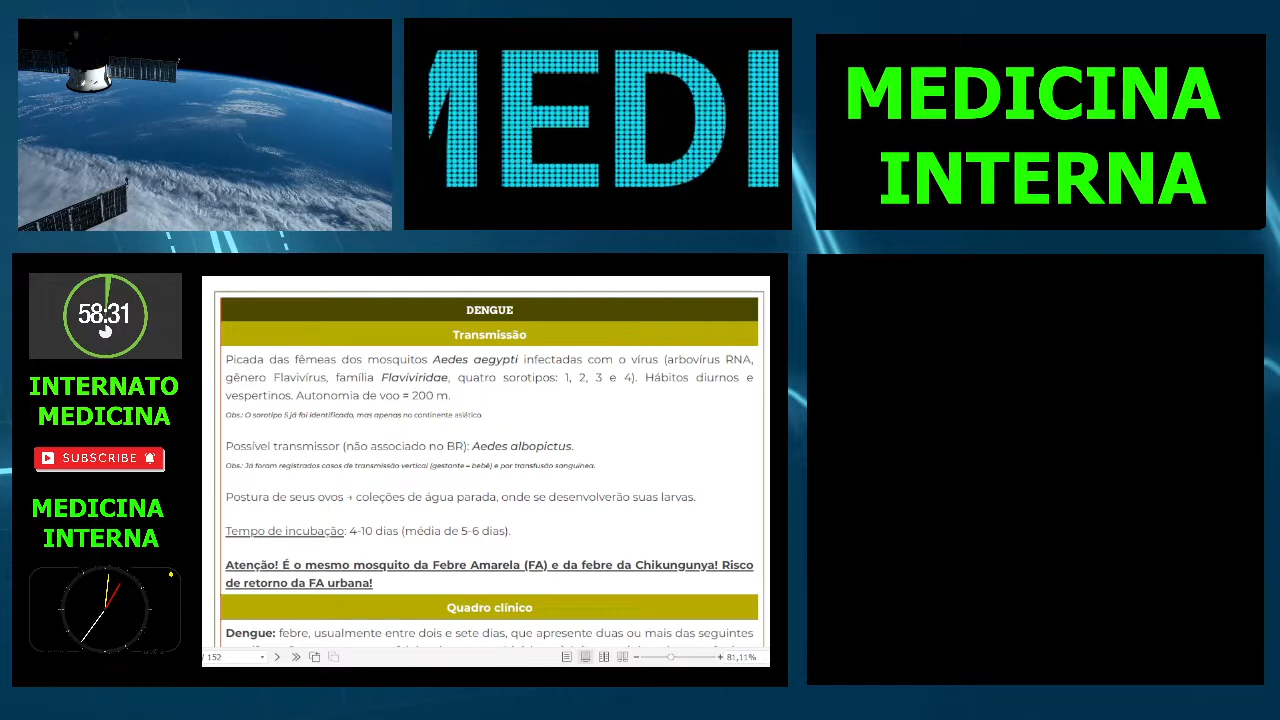 MEDI
MEDICINA
INTERNA
58:31
INTERNATO
MEDICINA
SUBSCRIBE
MEDICINA
INTERNA
DENGUE
Transmissão
Picada das fêmeas dos mosquitos Aedes aegypti infectadas com o vírus (arbovírus RNA,
gênero Flavivírus, família Flaviviridae, quatro sorotipos: 1, 2, 3 e 4). Hábitos diurnos e
vespertinos. Autonomia de voo = 200 m.
Obs.: O sorotipo 5 já foi identificado, mas apenas no continente asiático.
Possível transmissor (não associado no BR): Aedes albopictus.
Obs.: Já foram registrados casos de transmissão vertical (gestante – bebê) e por transfusão sanguínea.
Postura de seus ovos → coleções de água parada, onde se desenvolverão suas larvas.
Tempo de incubação: 4-10 dias (média de 5-6 dias).
Atenção! É o mesmo mosquito da Febre Amarela (FA) e da febre da Chikungunya! Risco
de retorno da FA urbana!
Quadro clínico
Dengue: febre, usualmente entre dois e sete dias, que apresente duas ou mais das seguintes
/ 152
81,11%